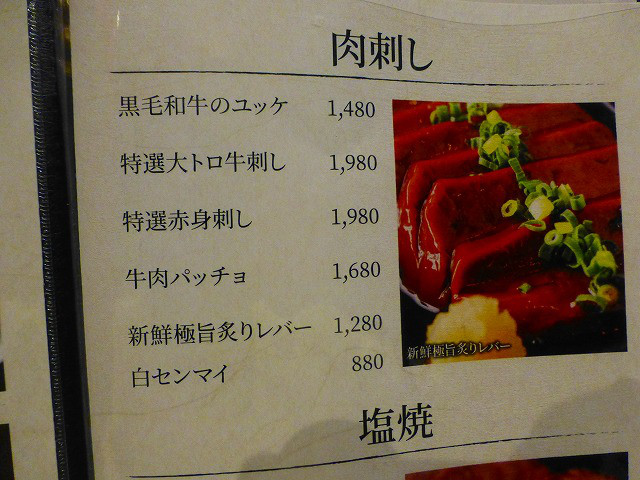 肉刺し
黒毛和牛のユッケ 1,480
特選大トロ牛刺し 1,980
特選赤身刺し 1,980
牛肉パッチョ 1,680
新鮮極旨炙りレバー 1,280
白センマイ 880
新鮮極旨炙りレバー
塩焼